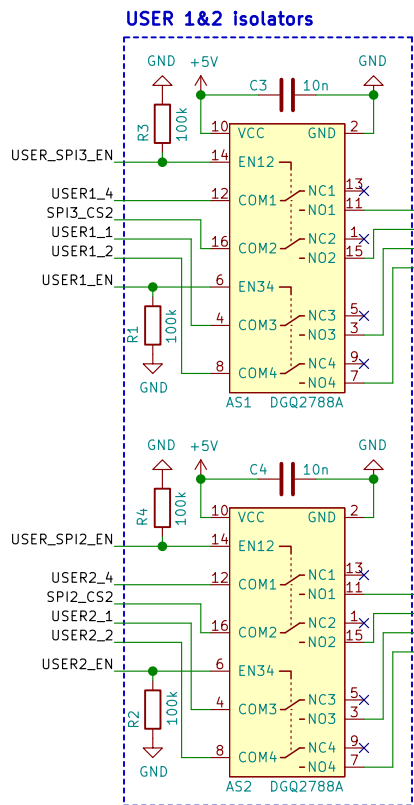 USER 1&2 isolators
GND
+5V
C3
10n
GND
R3
100k
10
VCC
GND
2
USER_SPI3_EN
14
EN12
USER1_4
12
COM1
NC1
13
NO1
11
SPI3_CS2
USER1_1
16
COM2
NC2
1
USER1_2
NO2
15
USER1_EN
6
EN34
R1
100k
4
COM3
NC3
5
NO3
3
8
COM4
NC4
9
NO4
7
GND
AS1
DGQ2788A
GND
+5V
C4
10n
GND
R4
100k
10
VCC
GND
2
USER_SPI2_EN
14
EN12
USER2_4
12
COM1
NC1
13
NO1
11
SPI2_CS2
USER2_1
16
COM2
NC2
1
USER2_2
NO2
15
USER2_EN
6
EN34
R2
100k
4
COM3
NC3
5
NO3
3
8
COM4
NC4
9
NO4
7
GND
AS2
DGQ2788A